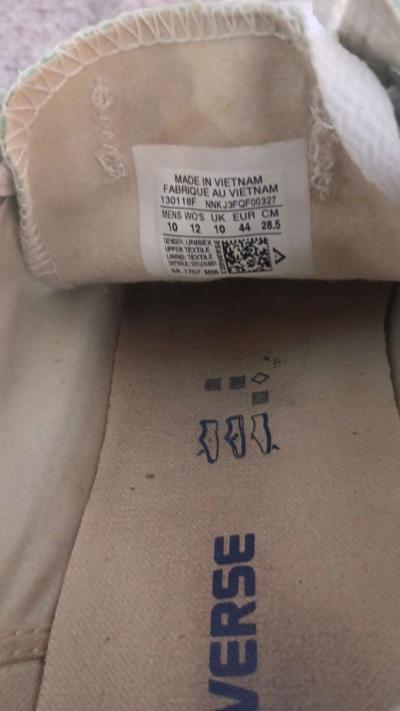 MADE IN VIETNAM
FABRIQUE AU VIETNAM
130118F NNKJ3FQF00327
MENS WO'S UK EUR CM
10 12 10 44 28.5
GENDER: UNISEX
UPPER:TEXTILE
LINING: TEXTILE
CONVERSE
VERSE